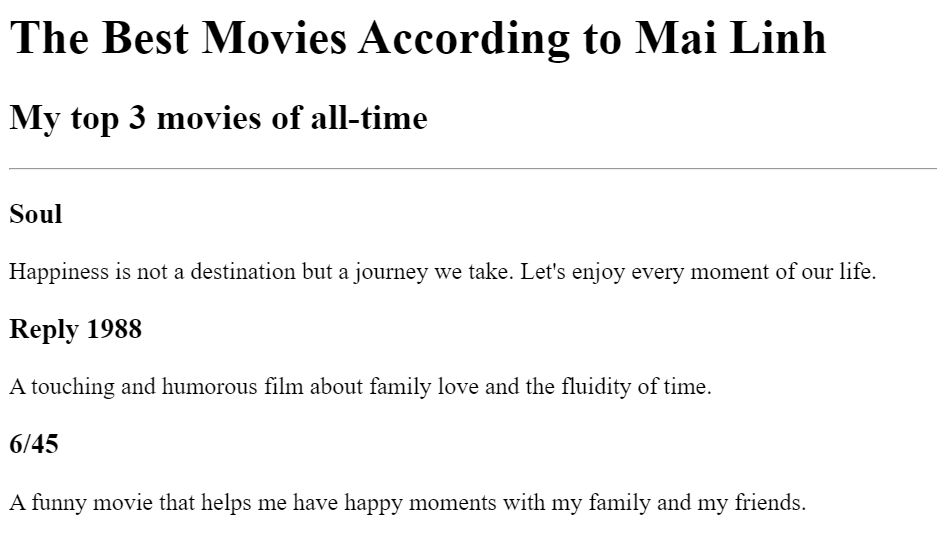 The Best Movies According to Mai Linh
My top 3 movies of all-time
Soul
Happiness is not a destination but a journey we take. Let's enjoy every moment of our life.
Reply 1988
A touching and humorous film about family love and the fluidity of time.
6/45
A funny movie that helps me have happy moments with my family and my friends.